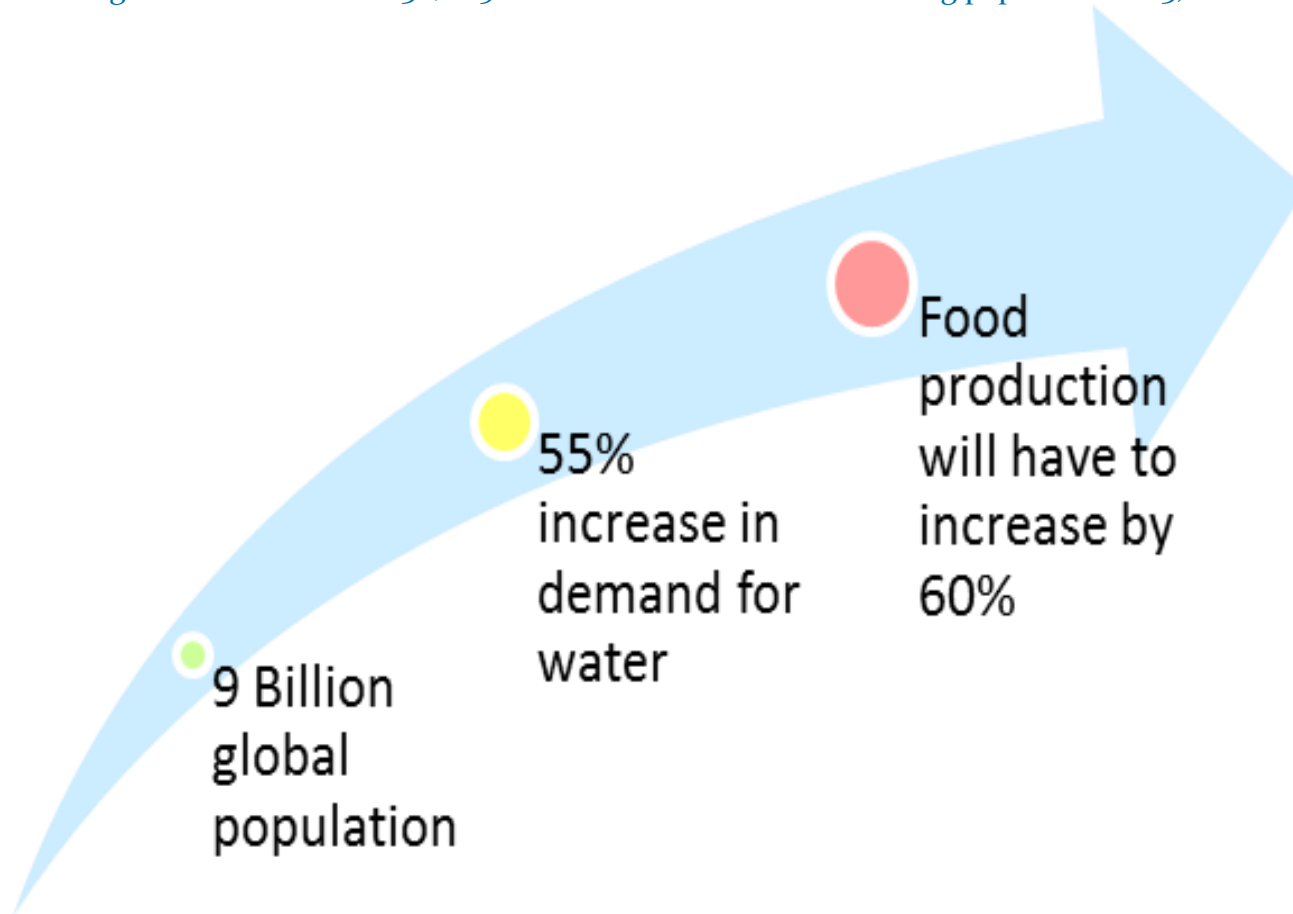 9 Billion
global
population
55%
increase in
demand for
water
Food
production
will have to
increase by
60%